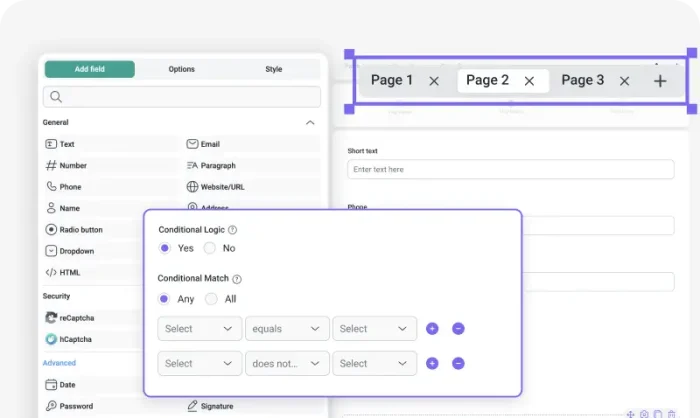 Add field Options Style
Page 1 Page 2 Page 3
General
Text Email
Number Paragraph
Phone Website/URL
Name Address
Radio button
Dropdown
HTML
Security
reCaptcha
hCaptcha
Advanced
Date
Password Signature
Short text
Enter text here
Phone
Conditional Logic
Yes No
Conditional Match
Any All
Select equals Select
Select does not... Select